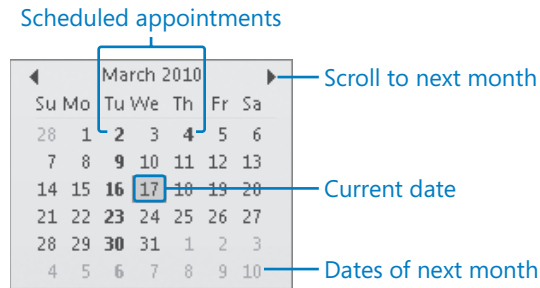 Scheduled appointments
March 2010
Scroll to next month
Su Mo Tu We Th Fr Sa
28 1 2 3 4 5 6
7 8 9 10 11 12 13
14 15 16 17 18 19 20
Current date
21 22 23 24 25 26 27
28 29 30 31 1 2 3
4 5 6 7 8 9 10
Dates of next month